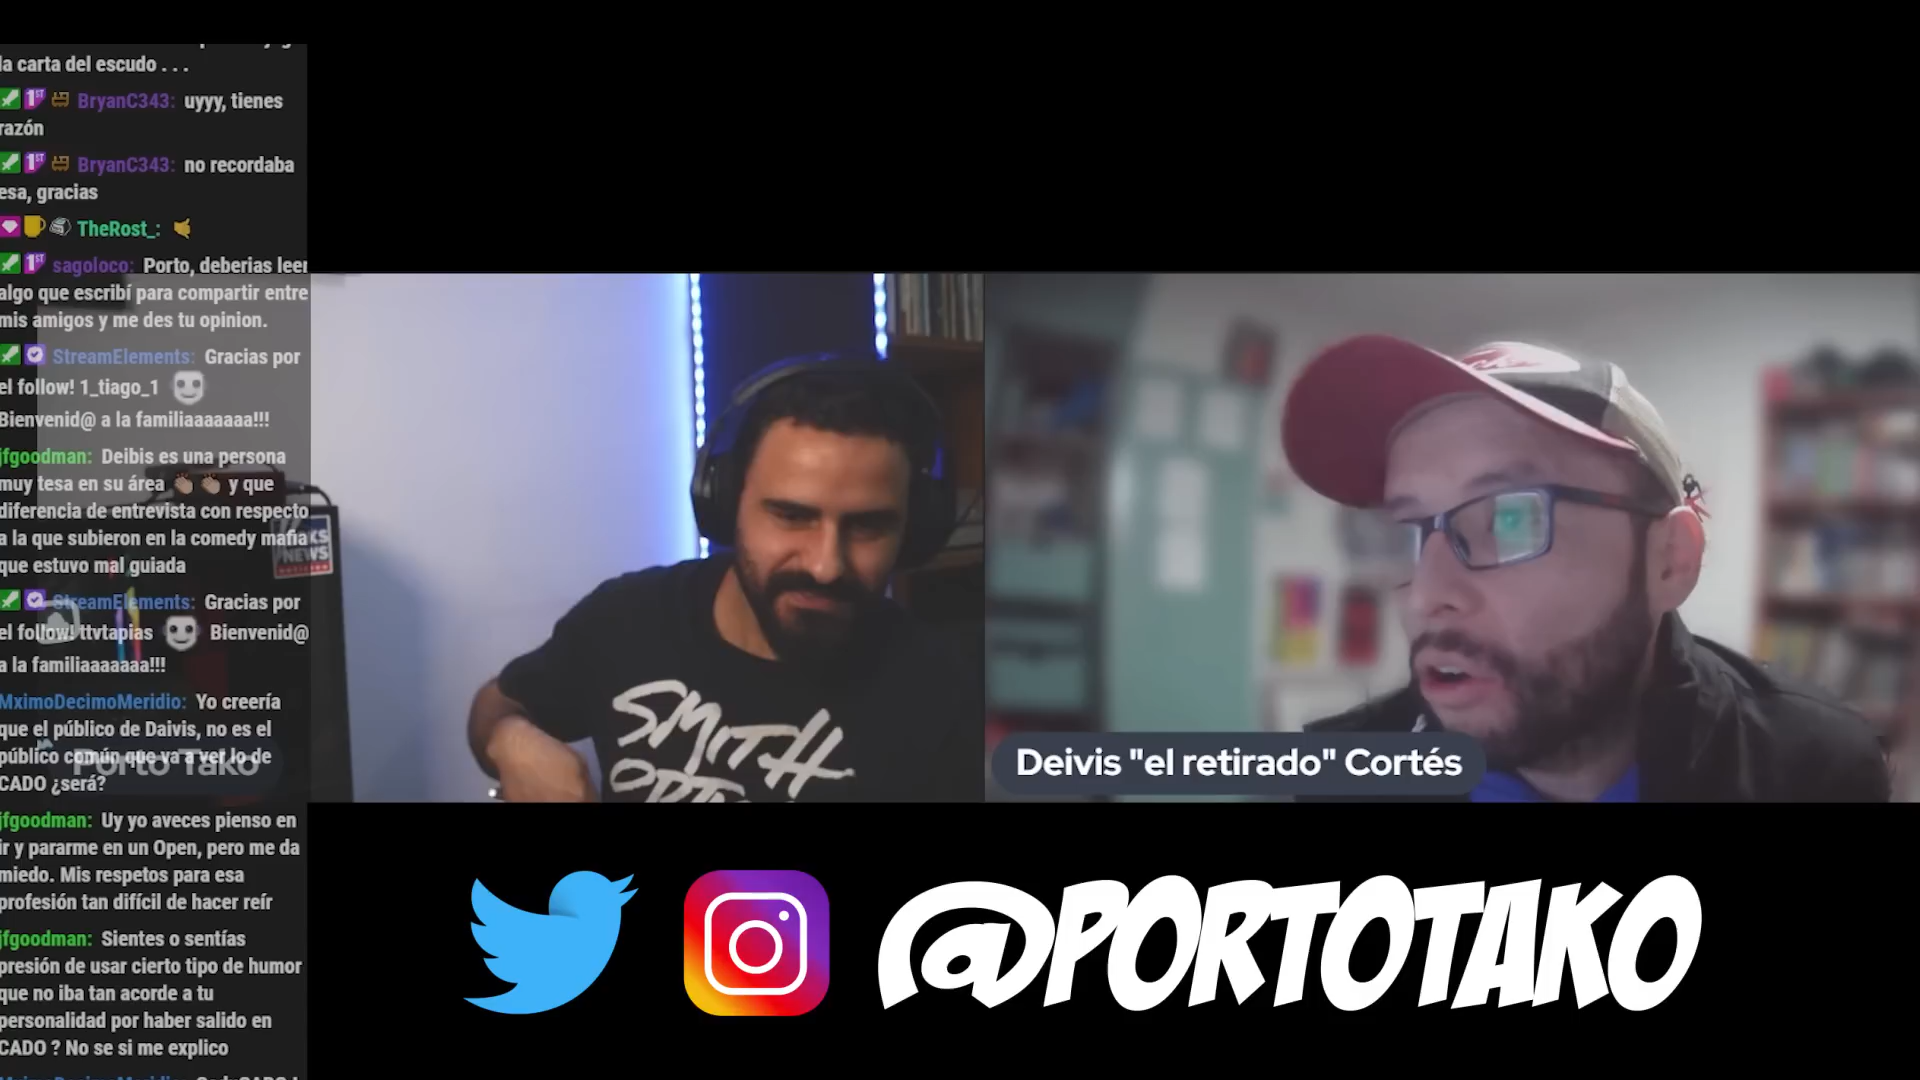 la carta del escudo . . .
BryanC343: uyyy, tienes
razón
BryanC343: no recordaba
esa, gracias
TheRost_:
sagoloco: Porto, deberias leer
algo que escribí para compartir entre
mis amigos y me des tu opinion.
StreamElements: Gracias por
el follow! 1_tiago_1
Bienvenid@ a la familiaaaaaaa!!!
jfgoodman: Deibis es una persona
muy tesa en su área y que
diferencia de entrevista con respecto
a la que subieron en la comedy mafia
que estuvo mal guiada
StreamElements: Gracias por
el follow! ttvtapias Bienvenid@
a la familiaaaaaaa!!!
MximoDecimoMeridio: Yo creería
que el público de Daivis, no es el
público común que va a ver lo de
CADO ¿será?
jfgoodman: Uy yo aveces pienso en
ir y pararme en un Open, pero me da
miedo. Mis respetos para esa
profesión tan difícil de hacer reír
jfgoodman: Sientes o sentías
presión de usar cierto tipo de humor
que no iba tan acorde a tu
personalidad por haber salido en
CADO ? No se si me explico
NEWS
Porto Tako
SMITH
Deivis "el retirado" Cortés
@PORTOTAKO